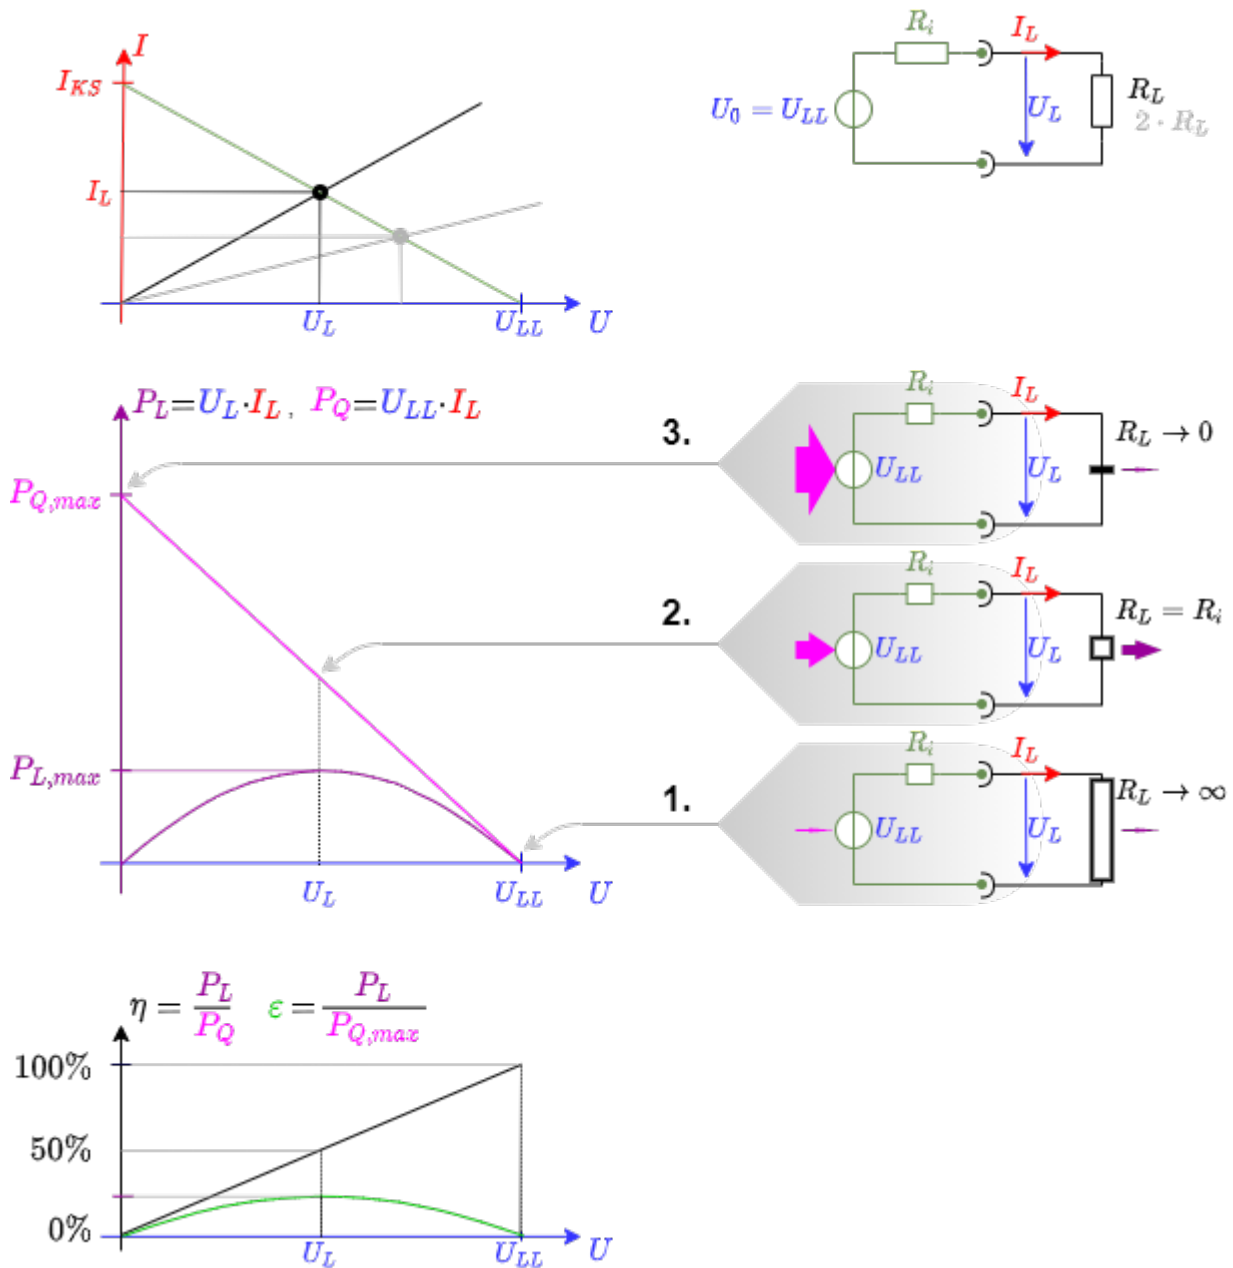 I
I_KS
I_L
U_L
U_LL
U
R_i
I_L
U_0 = U_LL
U_L
R_L
2 · R_L
P_L=U_L·I_L , P_Q=U_LL·I_L
P_Q,max
P_L,max
U_L
U_LL
U
3.
R_i
I_L
U_LL
U_L
R_L → 0
2.
R_i
I_L
U_LL
U_L
R_L = R_i
1.
R_i
I_L
U_LL
U_L
R_L → ∞
η = P_L/P_Q ε = P_L/P_Q,max
100%
50%
0%
U_L
U_LL
U